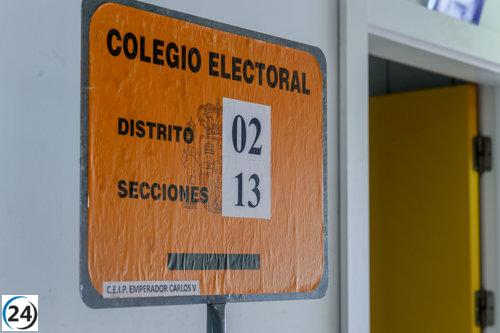 COLEGIO ELECTORAL
DISTRITO 02
SECCIONES 13
C.E.I.P. EMPERADOR CARLOS V
24